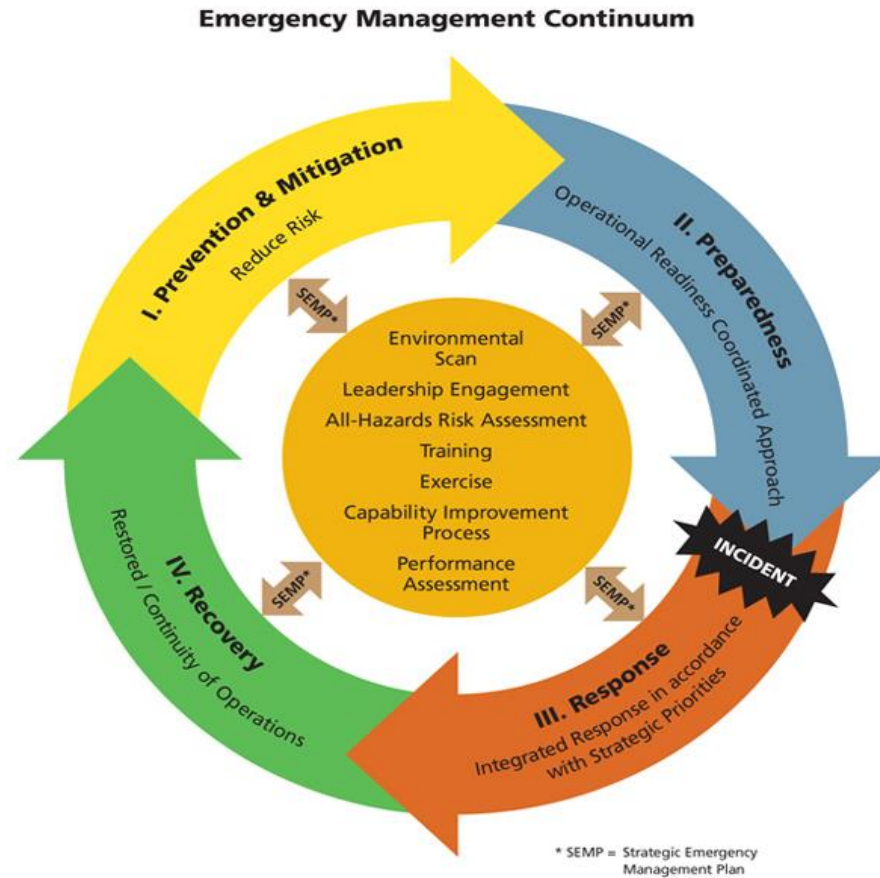 Emergency Management Continuum
I. Prevention & Mitigation
Reduce Risk
II. Preparedness
Operational Readiness Coordinated Approach
SEMP*
SEMP*
Environmental
Scan
Leadership Engagement
All-Hazards Risk Assessment
Training
Exercise
Capability Improvement
Process
Performance
Assessment
SEMP*
SEMP*
INCIDENT
III. Response
Integrated Response in accordance
with Strategic Priorities
IV. Recovery
Restored / Continuity of Operations
* SEMP = Strategic Emergency
Management Plan